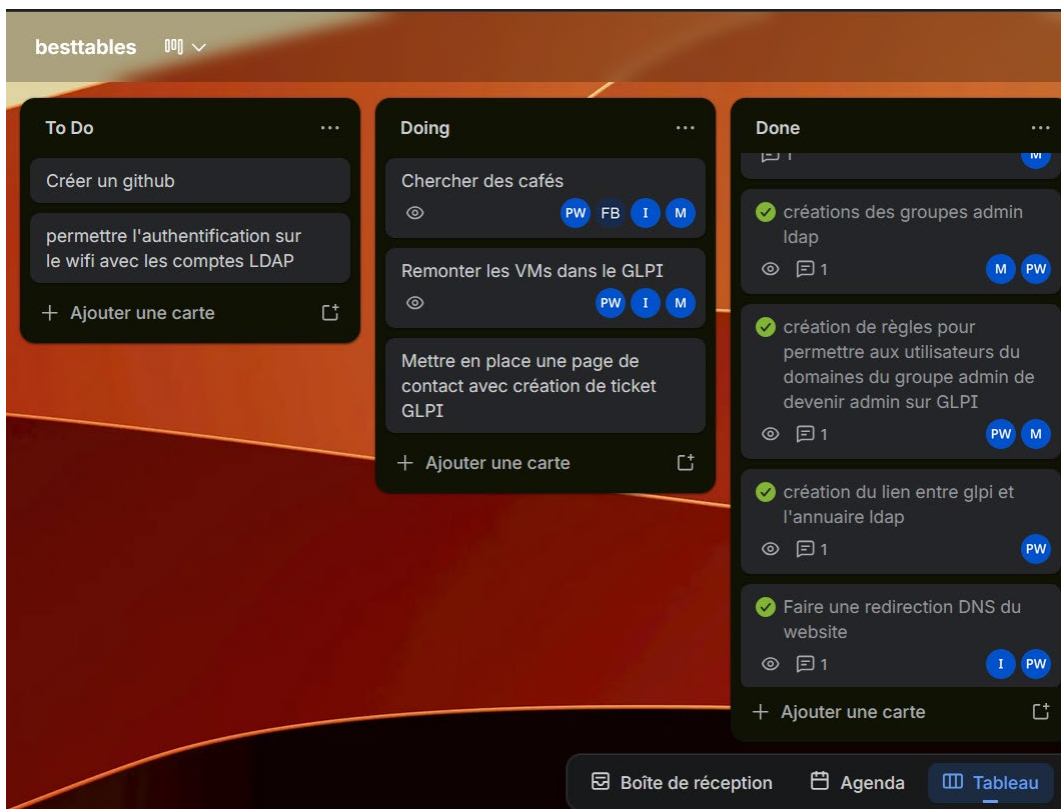 besttables
To Do
Créer un github
permettre l'authentification sur
le wifi avec les comptes LDAP
Ajouter une carte
Doing
Chercher des cafés
PW FB I M
Remonter les VMs dans le GLPI
PW I M
Mettre en place une page de
contact avec création de ticket
GLPI
Ajouter une carte
Done
1
M
créations des groupes admin
ldap
1
M PW
création de règles pour
permettre aux utilisateurs du
domaines du groupe admin de
devenir admin sur GLPI
1
PW M
création du lien entre glpi et
l'annuaire ldap
1
PW
Faire une redirection DNS du
website
1
I PW
Ajouter une carte
Boîte de réception
Agenda
Tableau